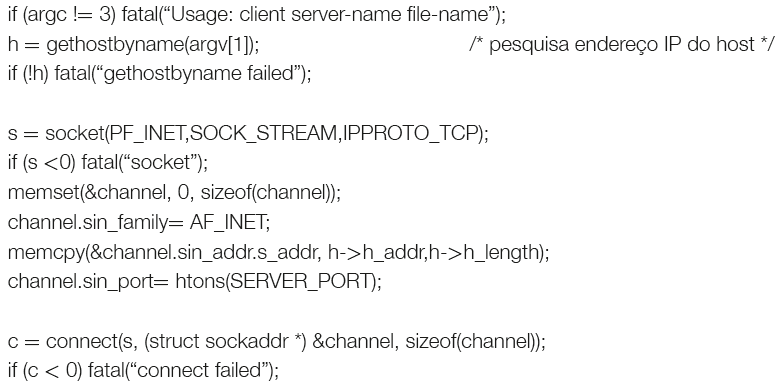 if (argc != 3) fatal(“Usage: client server-name file-name”);
h = gethostbyname(argv[1]); /* pesquisa endereço IP do host */
if (!h) fatal(“gethostbyname failed”);
s = socket(PF_INET,SOCK_STREAM,IPPROTO_TCP);
if (s <0) fatal(“socket”);
memset(&channel, 0, sizeof(channel));
channel.sin_family= AF_INET;
memcpy(&channel.sin_addr.s_addr, h->h_addr,h->h_length);
channel.sin_port= htons(SERVER_PORT);
c = connect(s, (struct sockaddr *) &channel, sizeof(channel));
if (c < 0) fatal(“connect failed”);